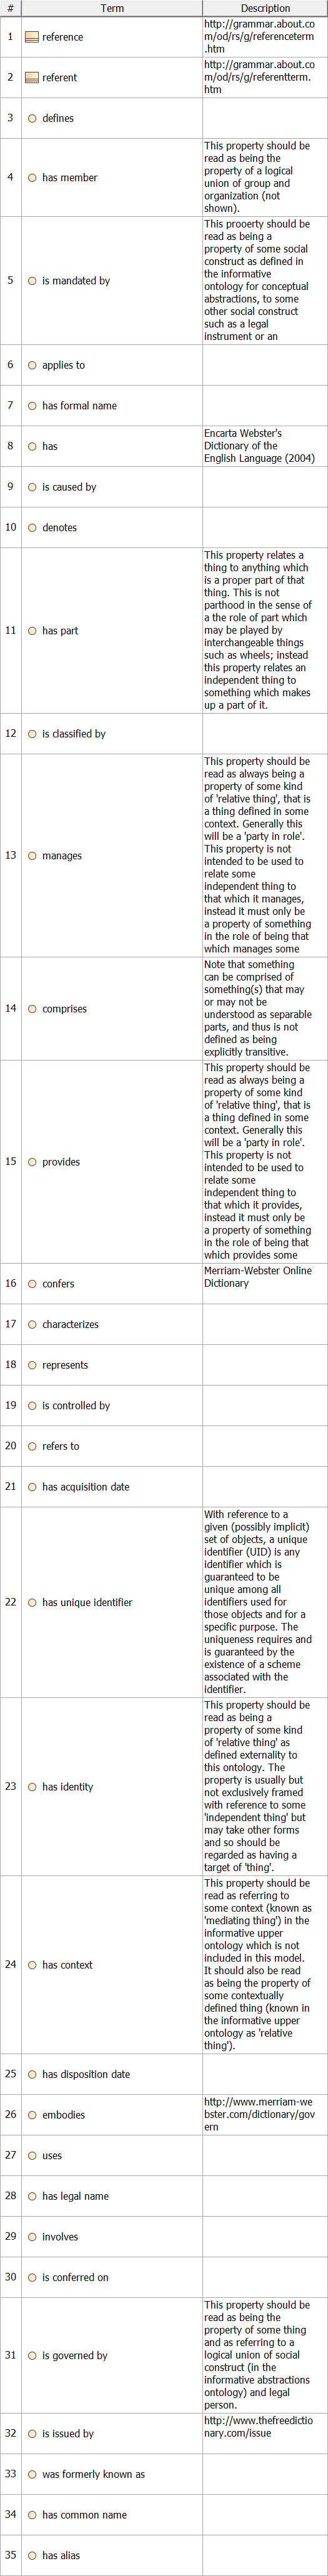 # Term Description
1 reference http://grammar.about.co
m/od/rs/g/referenceterm
.htm
2 referent http://grammar.about.co
m/od/rs/g/referentterm.
htm
3 defines
4 has member This property should be
read as being the
property of a logical
union of group and
organization (not
shown).
5 is mandated by This prooerty should be
read as being a
property of some social
construct as defined in
the informative
ontology for conceptual
abstractions, to some
other social construct
such as a legal
instrument or an
6 applies to
7 has formal name
8 has Encarta Webster's
Dictionary of the
English Language (2004)
9 is caused by
10 denotes
11 has part This property relates a
thing to anything which
is a proper part of that
thing. This is not
parthood in the sense of
a the role of part which
may be played by
interchangeable things
such as wheels; instead
this property relates an
independent thing to
something which makes
up a part of it.
12 is classified by
13 manages This property should be
read as always being a
property of some kind
of 'relative thing', that is
a thing defined in some
context. Generally this
will be a 'party in role'.
This property is not
intended to be used to
relate some
independent thing to
that which it manages,
instead it must only be
a property of something
in the role of being that
which manages some
14 comprises Note that something
can be comprised of
something(s) that may
or may not be
understood as separable
parts, and thus is not
defined as being
explicitly transitive.
15 provides This property should be
read as always being a
property of some kind
of 'relative thing', that is
a thing defined in some
context. Generally this
will be a 'party in role'.
This property is not
intended to be used to
relate some
independent thing to
that which it provides,
instead it must only be
a property of something
in the role of being that
which provides some
16 confers Merriam-Webster Online
Dictionary
17 characterizes
18 represents
19 is controlled by
20 refers to
21 has acquisition date
22 has unique identifier With reference to a
given (possibly implicit)
set of objects, a unique
identifier (UID) is any
identifier which is
guaranteed to be
unique among all
identifiers used for
those objects and for a
specific purpose. The
uniqueness requires and
is guaranteed by the
existence of a scheme
associated with the
identifier.
23 has identity This property should be
read as being a
property of some kind
of 'relative thing' as
defined externality to
this ontology. The
property is usually but
not exclusively framed
with reference to some
'independent thing' but
may take other forms
and so should be
regarded as having a
target of 'thing'.
24 has context This property should be
read as referring to
some context (known as
'mediating thing') in the
informative upper
ontology which is not
included in this model.
It should also be read
as being the property of
some contextually
defined thing (known in
the informative upper
ontology as 'relative
thing').
25 has disposition date
26 embodies http://www.merriam-we
bster.com/dictionary/gov
ern
27 uses
28 has legal name
29 involves
30 is conferred on
31 is governed by This property should be
read as being the
property of some thing
and as referring to a
logical union of social
construct (in the
informative abstractions
ontology) and legal
person.
32 is issued by http://www.thefreedictio
nary.com/issue
33 was formerly known as
34 has common name
35 has alias